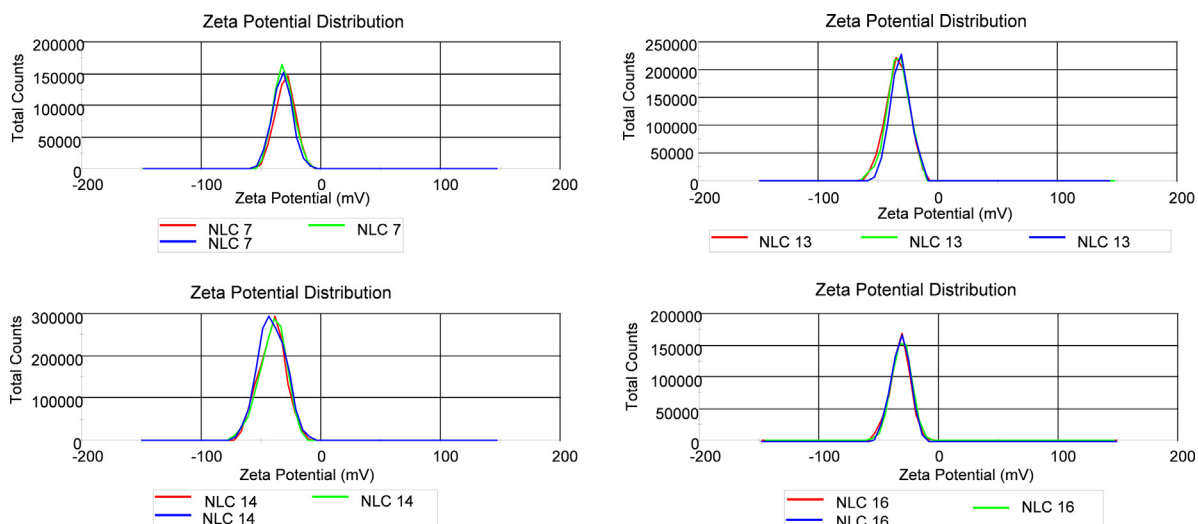 Zeta Potential Distribution
Total Counts
200000
150000
100000
50000
0
-200 -100 0 100 200
Zeta Potential (mV)
NLC 7 NLC 7
NLC 7
Zeta Potential Distribution
Total Counts
250000
200000
150000
100000
50000
0
-200 -100 0 100 200
Zeta Potential (mV)
NLC 13 NLC 13 NLC 13
Zeta Potential Distribution
Total Counts
300000
200000
100000
0
-200 -100 0 100 200
Zeta Potential (mV)
NLC 14 NLC 14
NLC 14
Zeta Potential Distribution
Total Counts
200000
150000
100000
50000
0
-200 -100 0 100 200
Zeta Potential (mV)
NLC 16 NLC 16
NLC 16